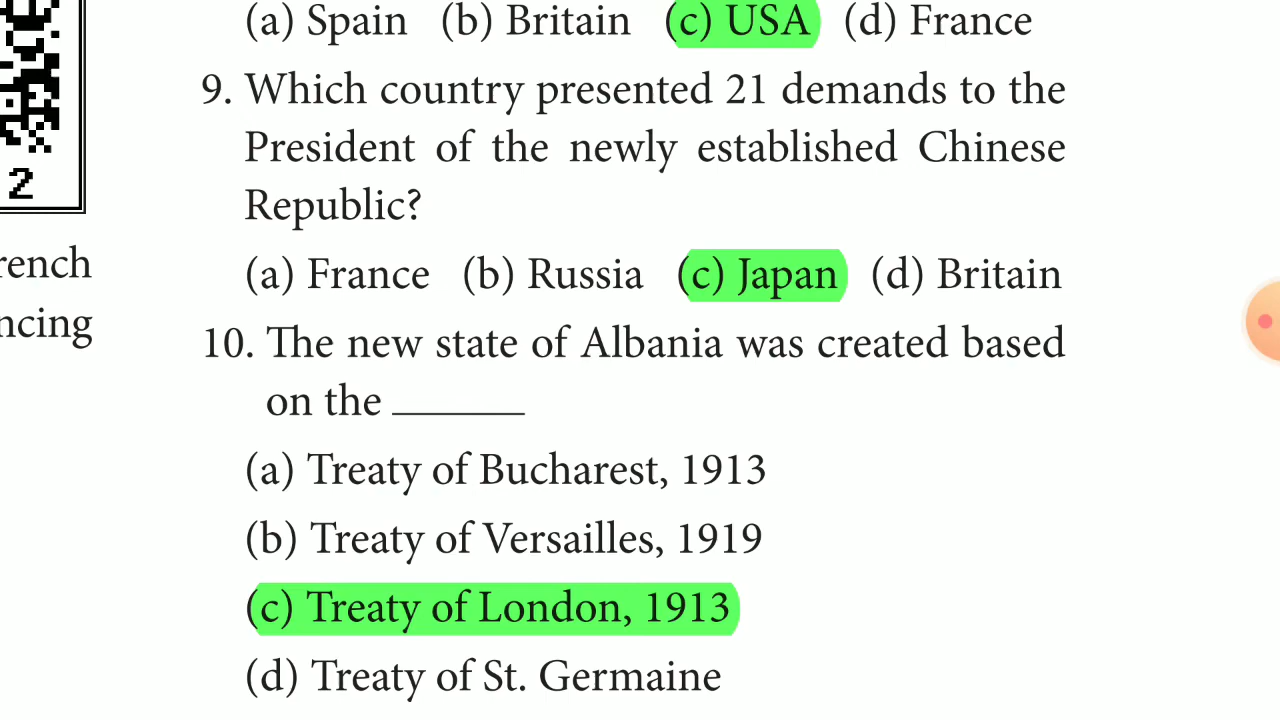 (a) Spain (b) Britain (c) USA (d) France
9. Which country presented 21 demands to the
President of the newly established Chinese
Republic?
(a) France (b) Russia (c) Japan (d) Britain
10. The new state of Albania was created based
on the ______
(a) Treaty of Bucharest, 1913
(b) Treaty of Versailles, 1919
(c) Treaty of London, 1913
(d) Treaty of St. Germaine
2
rench
ncing